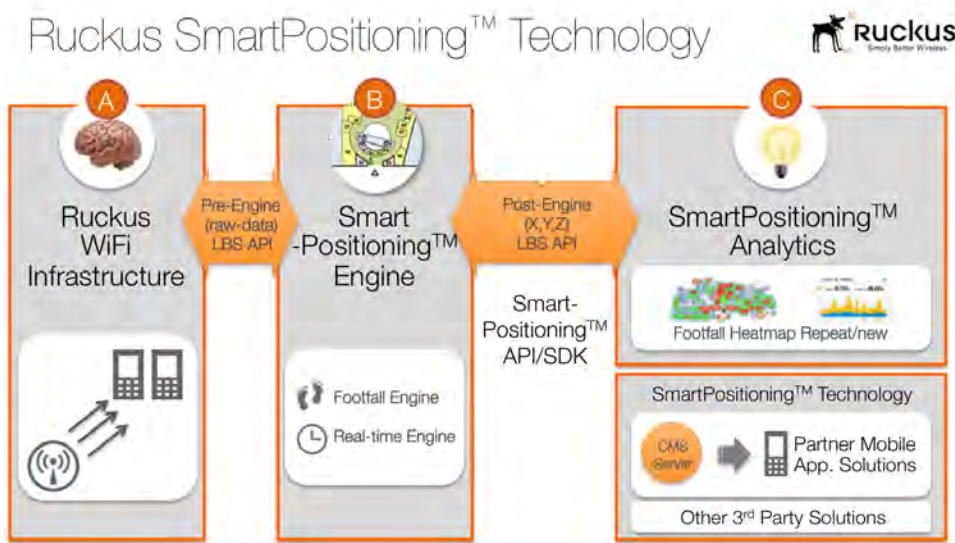 Ruckus SmartPositioning™ Technology
Ruckus
Simply Better Wireless.
A
Ruckus
WiFi
Infrastructure
Pre-Engine
(raw-data)
LBS API
B
Smart
-Positioning™
Engine
Footfall Engine
Real-time Engine
Post-Engine
(X,Y,Z)
LBS API
Smart-
Positioning™
API/SDK
C
SmartPositioning™
Analytics
Footfall Heatmap Repeat/new
SmartPositioning™ Technology
CMS
Server
Partner Mobile
App. Solutions
Other 3rd Party Solutions